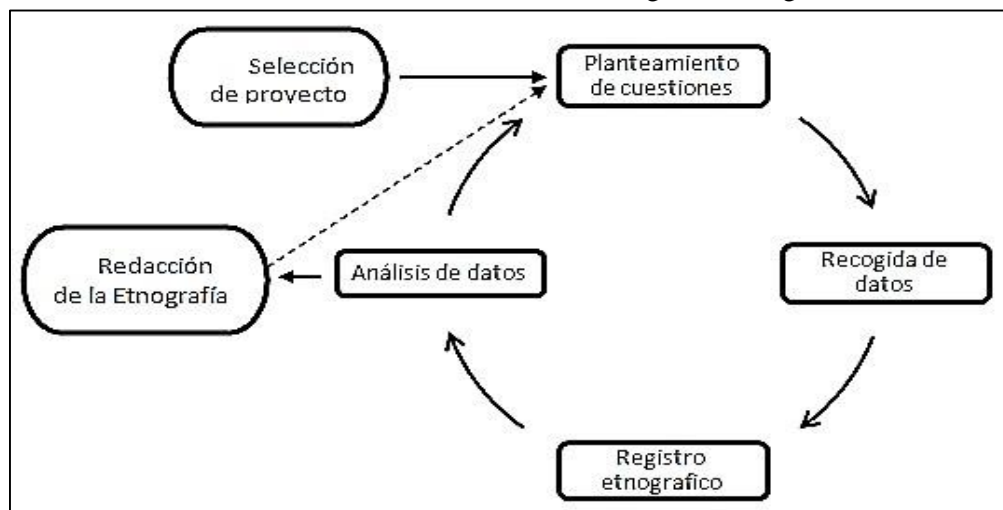 Selección
de proyecto
Planteamiento
de cuestiones
Redacción
de la Etnografía
Análisis de datos
Recogida de
datos
Registro
etnografico